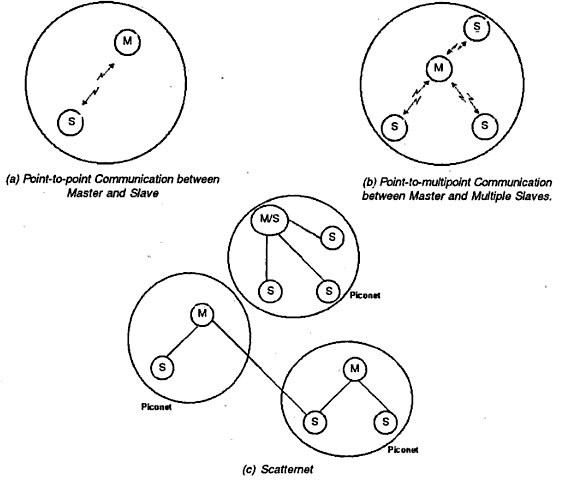 M
S
(a) Point-to-point Communication between
Master and Slave
S
M
S
S
(b) Point-to-multipoint Communication
between Master and Multiple Slaves.
M/S
S
S
S
Piconet
M
S
Piconet
M
S
S
Piconet
(c) Scatternet